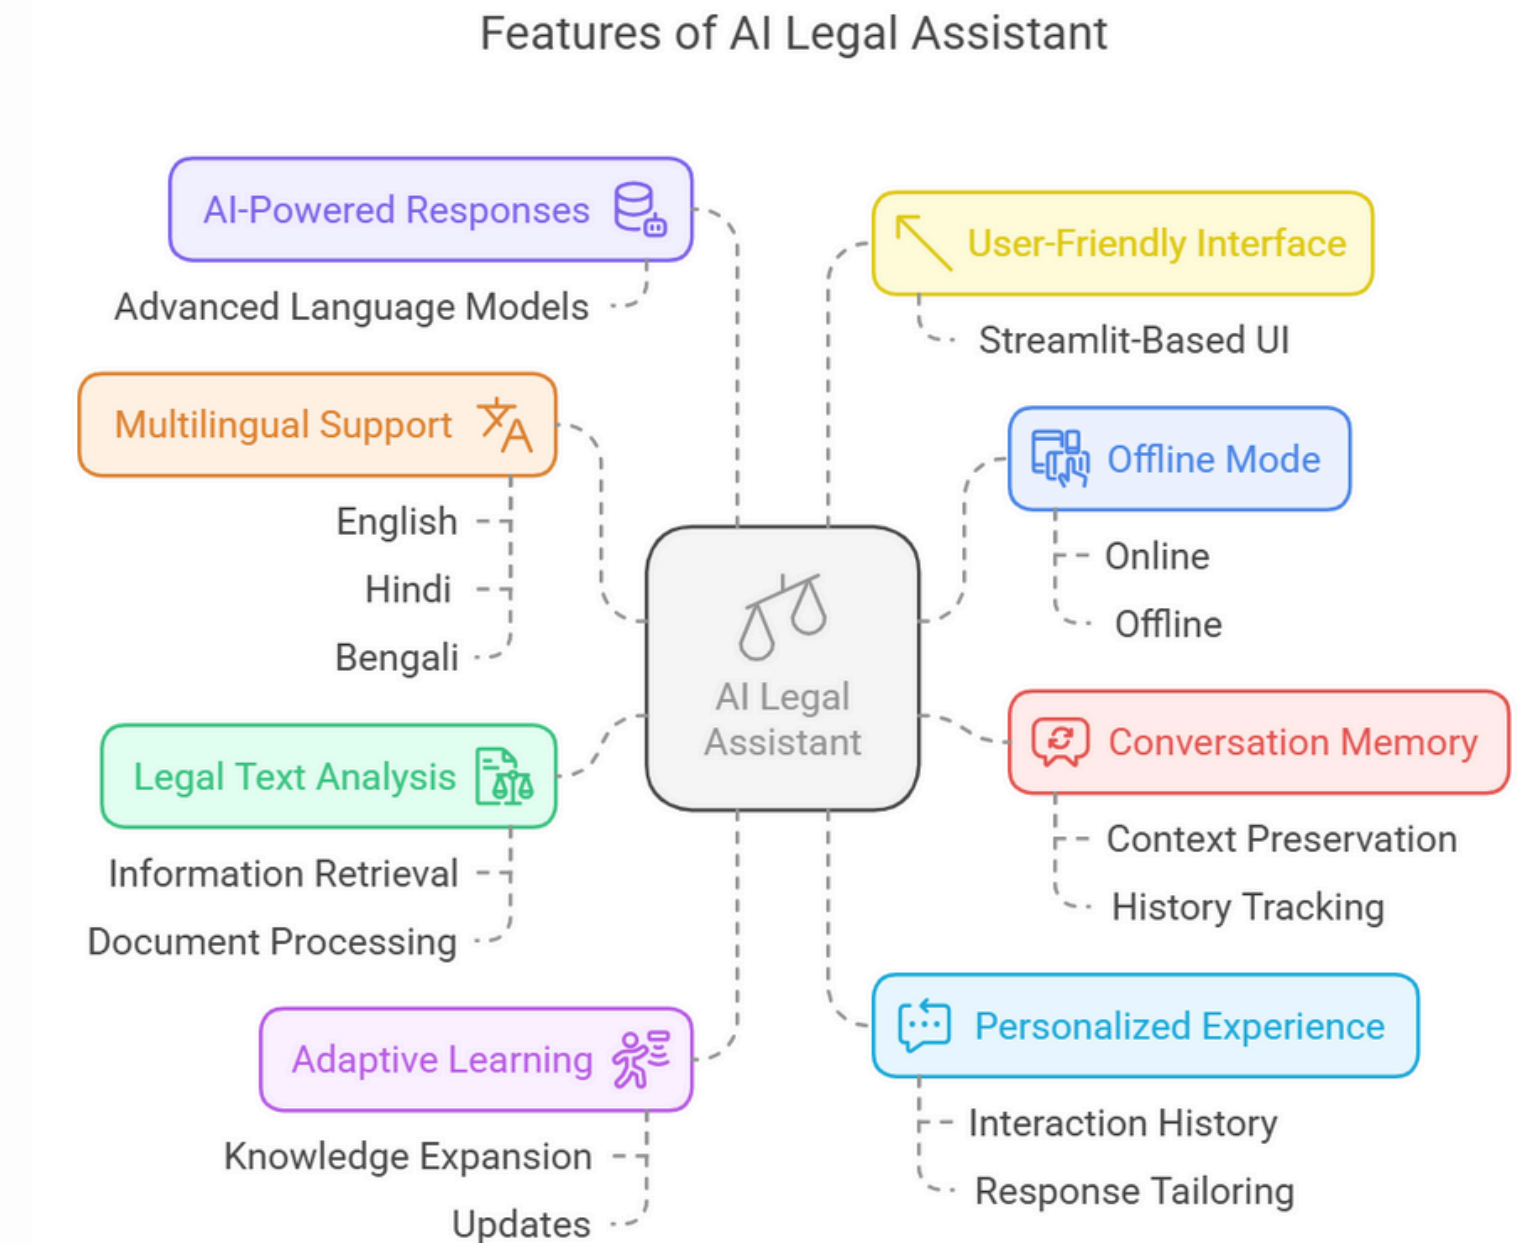 Features of AI Legal Assistant
AI-Powered Responses
Advanced Language Models
Multilingual Support
English
Hindi
Bengali
Legal Text Analysis
Information Retrieval
Document Processing
Adaptive Learning
Knowledge Expansion
Updates
AI Legal
Assistant
User-Friendly Interface
Streamlit-Based UI
Offline Mode
Online
Offline
Conversation Memory
Context Preservation
History Tracking
Personalized Experience
Interaction History
Response Tailoring